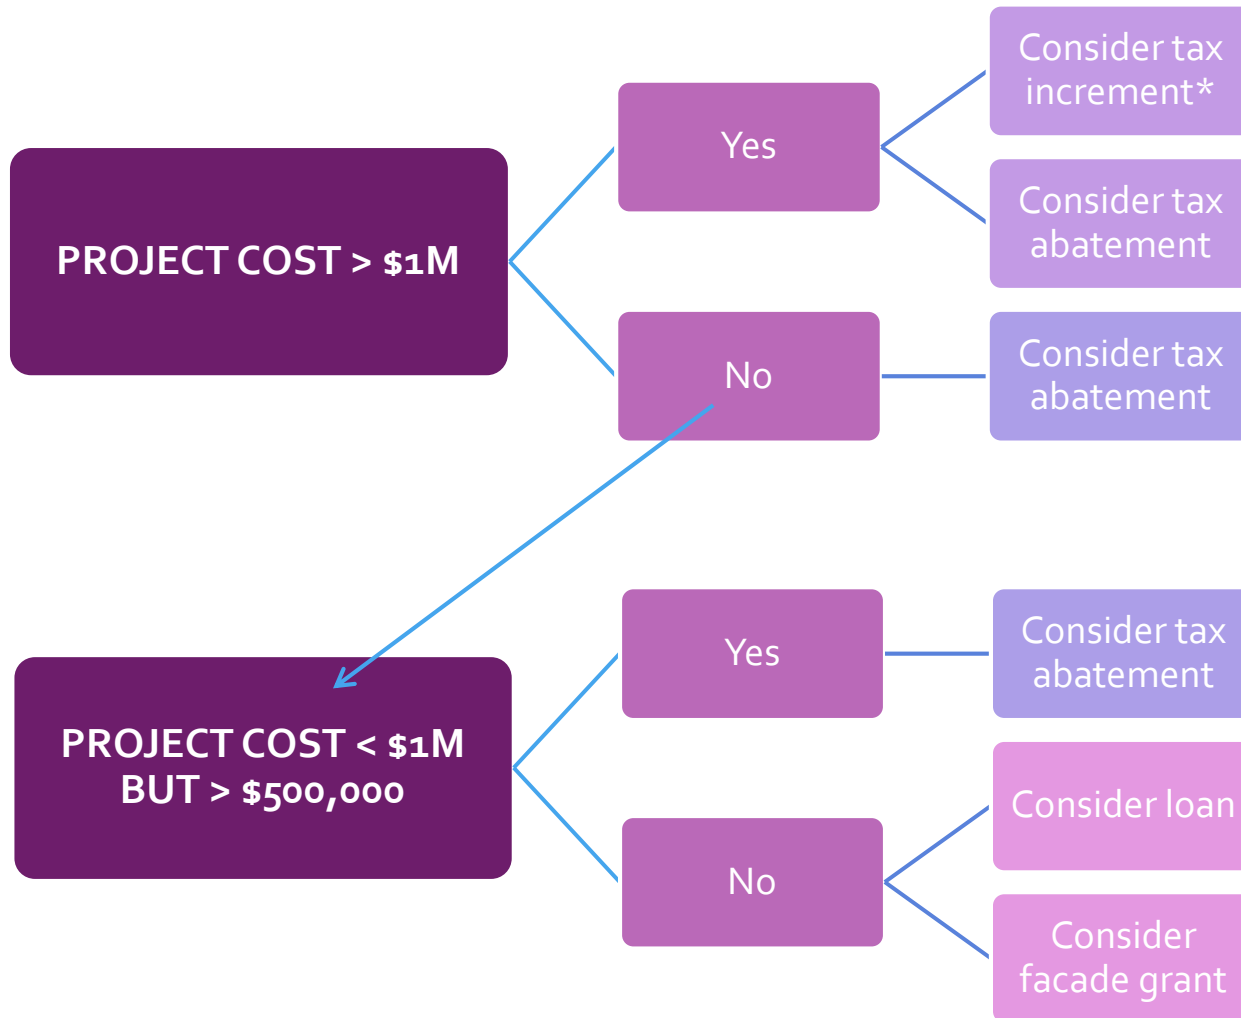 PROJECT COST > $1M
Yes
Consider tax
increment*
Consider tax
abatement
No
Consider tax
abatement
PROJECT COST < $1M
BUT > $500,000
Yes
Consider tax
abatement
No
Consider loan
Consider
facade grant